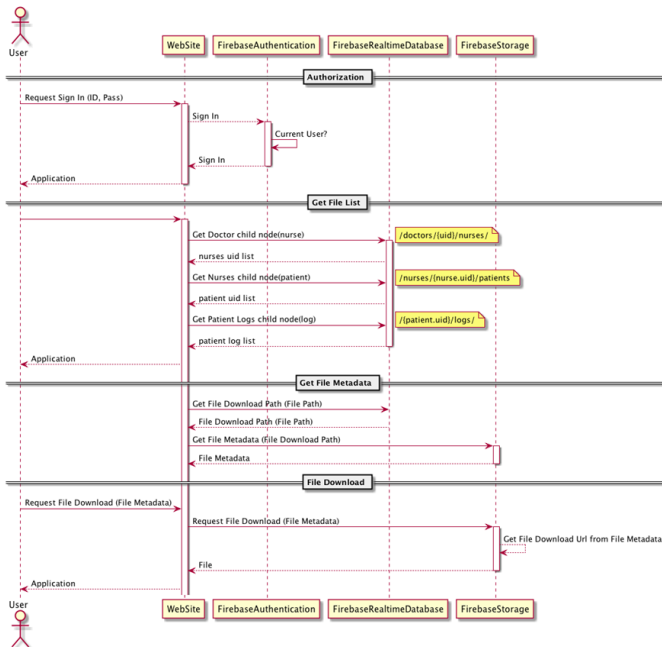 User
WebSite
FirebaseAuthentication
FirebaseRealtimeDatabase
FirebaseStorage
Authorization
Request Sign In (ID, Pass)
Sign In
Current User?
Sign In
Application
Get File List
Get Doctor child node(nurse)
/doctors/{uid}/nurses/
nurses uid list
Get Nurses child node(patient)
/nurses/{nurse.uid}/patients
patient uid list
Get Patient Logs child node(log)
/{patient.uid}/logs/
patient log list
Application
Get File Metadata
Get File Download Path (File Path)
File Download Path (File Path)
Get File Metadata (File Download Path)
File Metadata
File Download
Request File Download (File Metadata)
Request File Download (File Metadata)
Get File Download Url from File Metadata
File
Application
User
WebSite
FirebaseAuthentication
FirebaseRealtimeDatabase
FirebaseStorage